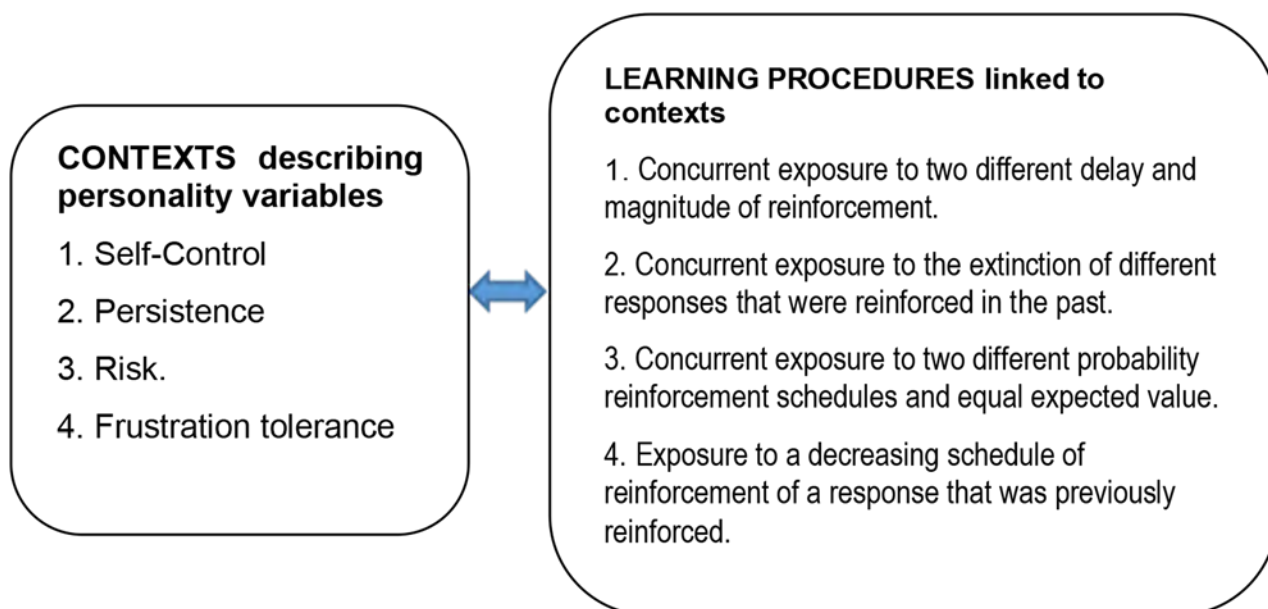 CONTEXTS describing
personality variables
1. Self-Control
2. Persistence
3. Risk.
4. Frustration tolerance
LEARNING PROCEDURES linked to
contexts
1. Concurrent exposure to two different delay and
magnitude of reinforcement.
2. Concurrent exposure to the extinction of different
responses that were reinforced in the past.
3. Concurrent exposure to two different probability
reinforcement schedules and equal expected value.
4. Exposure to a decreasing schedule of
reinforcement of a response that was previously
reinforced.